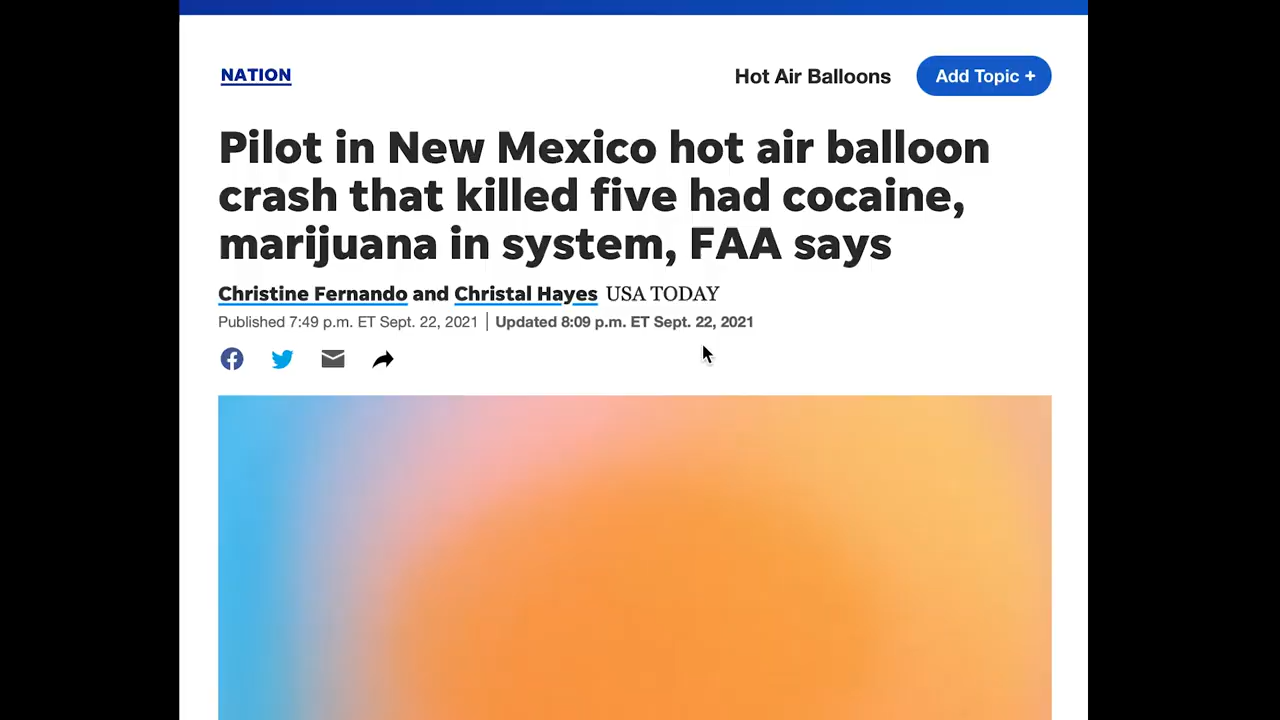 NATION
Hot Air Balloons
Add Topic +
Pilot in New Mexico hot air balloon
crash that killed five had cocaine,
marijuana in system, FAA says
Christine Fernando and Christal Hayes USA TODAY
Published 7:49 p.m. ET Sept. 22, 2021 | Updated 8:09 p.m. ET Sept. 22, 2021